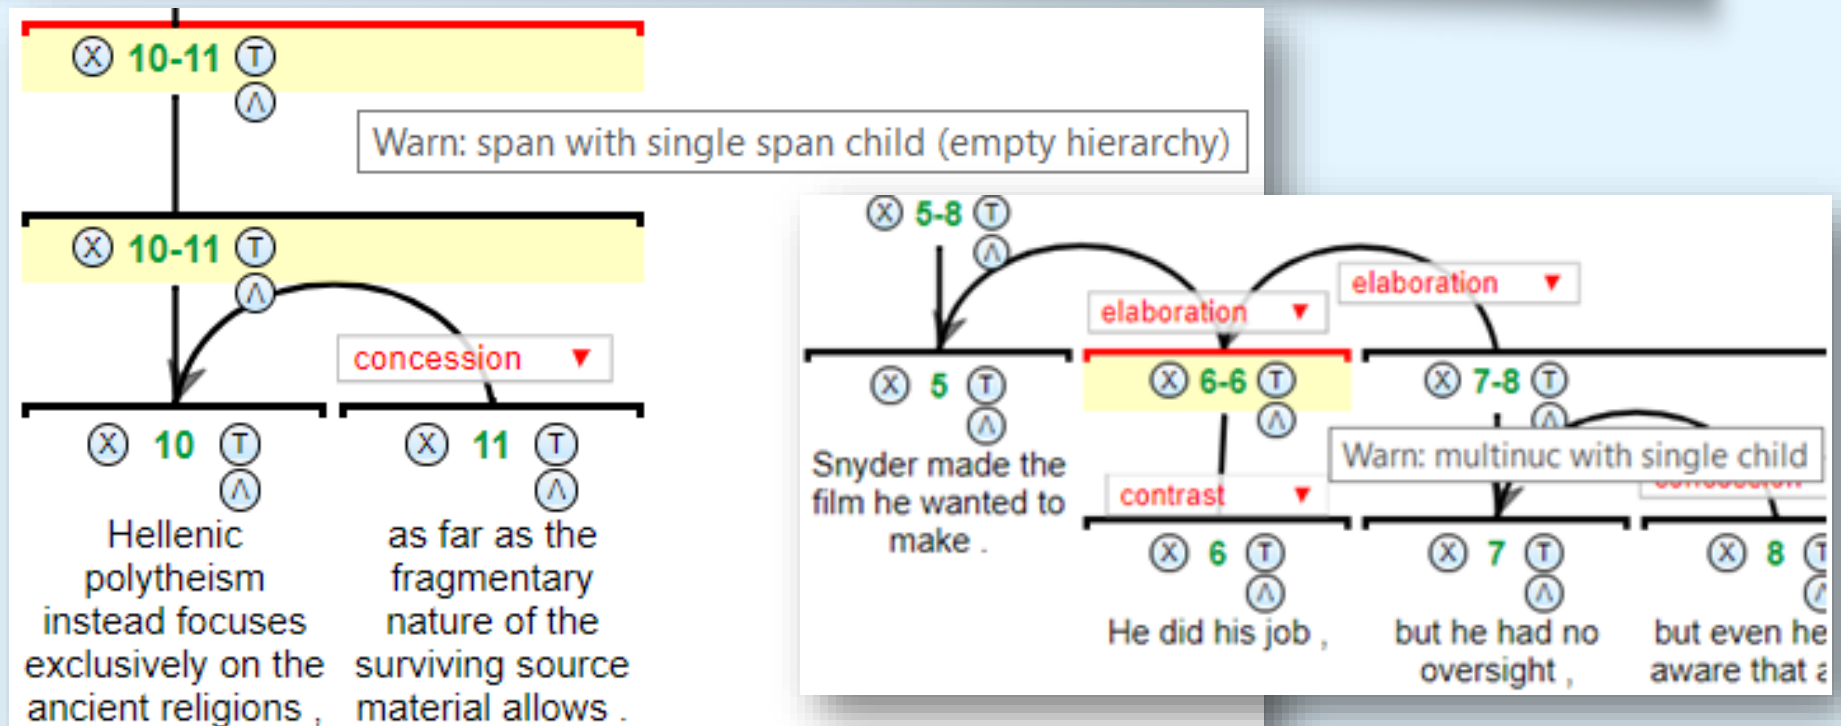 X 10-11 T
Λ
Warn: span with single span child (empty hierarchy)
X 10-11 T
Λ
concession ▼
X 10 T
Λ
X 11 T
Λ
Hellenic
polytheism
instead focuses
exclusively on the
ancient religions ,
as far as the
fragmentary
nature of the
surviving source
material allows .
X 5-8 T
Λ
elaboration ▼
elaboration ▼
X 5 T
Λ
X 6-6 T
Λ
X 7-8 T
Λ
Snyder made the
film he wanted to
make .
Warn: multinuc with single child
contrast ▼
X 6 T
Λ
X 7 T
Λ
X 8 T
Λ
He did his job ,
but he had no
oversight ,
but even he
aware that a